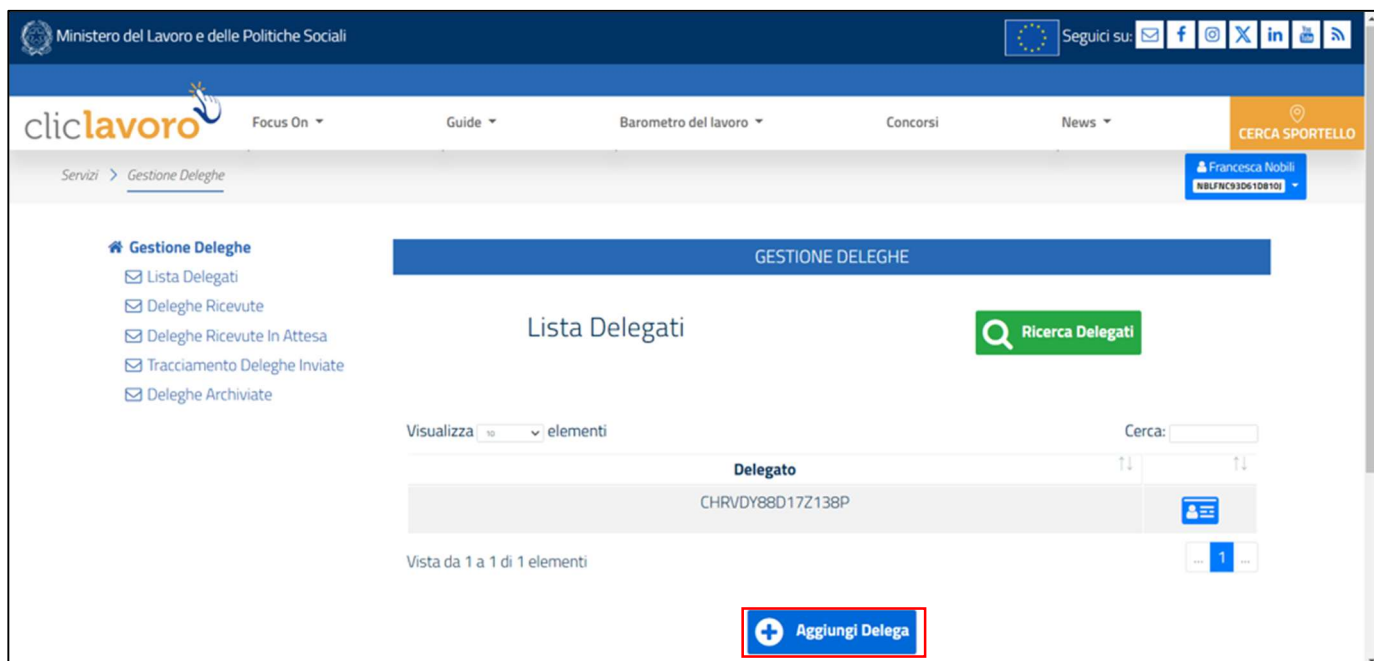 Ministero del Lavoro e delle Politiche Sociali
Seguici su:
cliclavoro
Focus On
Guide
Barometro del lavoro
Concorsi
News
CERCA SPORTELLO
Servizi > Gestione Deleghe
Francesca Nobili
NBLFNC93D61D810J
Gestione Deleghe
Lista Delegati
Deleghe Ricevute
Deleghe Ricevute In Attesa
Tracciamento Deleghe Inviate
Deleghe Archiviate
GESTIONE DELEGHE
Lista Delegati
Ricerca Delegati
Visualizza 10 elementi
Cerca:
Delegato
CHRVDY88D17Z138P
Vista da 1 a 1 di 1 elementi
... 1 ...
Aggiungi Delega